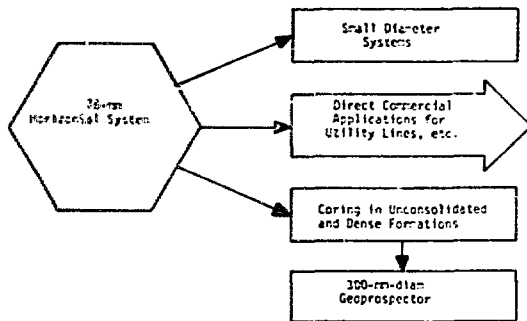 Horizontal System
Small Diameter
Systems
Direct Commercial
Applications for
Utility Lines, etc.
Coring in Unconsolidated
and Dense Formations
300-mm-diam
Geoprospector